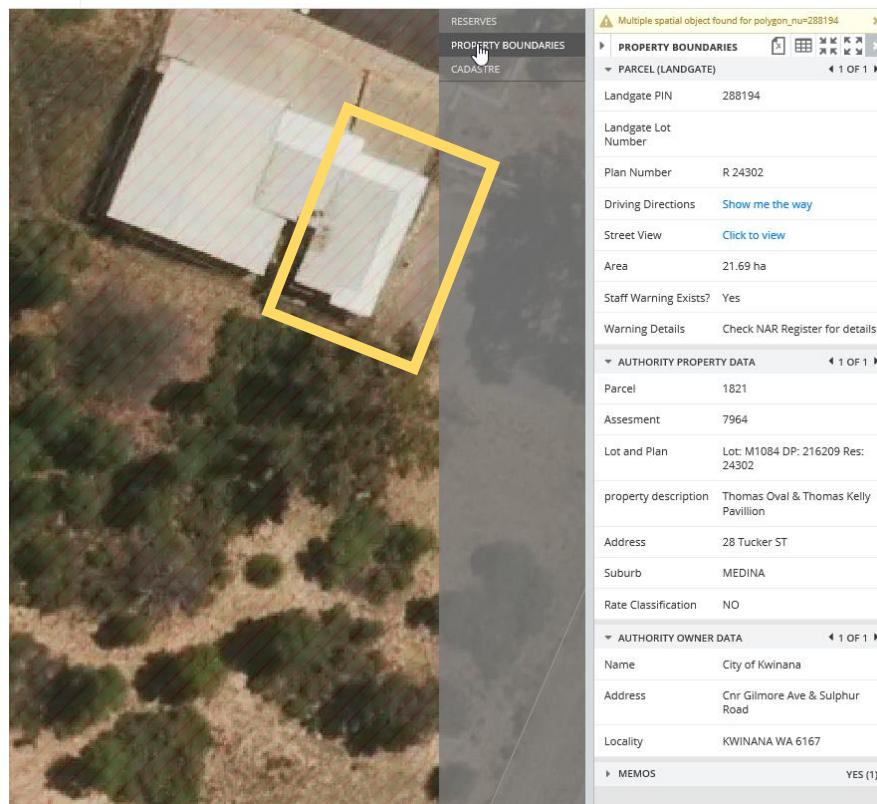 RESERVES
PROPERTY BOUNDARIES
CADASTRE
Multiple spatial object found for polygon_nu=288194
PROPERTY BOUNDARIES
PARCEL (LANDGATE) 1 OF 1
Landgate PIN 288194
Landgate Lot
Number
Plan Number R 24302
Driving Directions Show me the way
Street View Click to view
Area 21.69 ha
Staff Warning Exists? Yes
Warning Details Check NAR Register for details
AUTHORITY PROPERTY DATA 1 OF 1
Parcel 1821
Assesment 7964
Lot and Plan Lot: M1084 DP: 216209 Res:
24302
property description Thomas Oval & Thomas Kelly
Pavillion
Address 28 Tucker ST
Suburb MEDINA
Rate Classification NO
AUTHORITY OWNER DATA 1 OF 1
Name City of Kwinana
Address Cnr Gilmore Ave & Sulphur
Road
Locality KWINANA WA 6167
MEMOS YES (1)